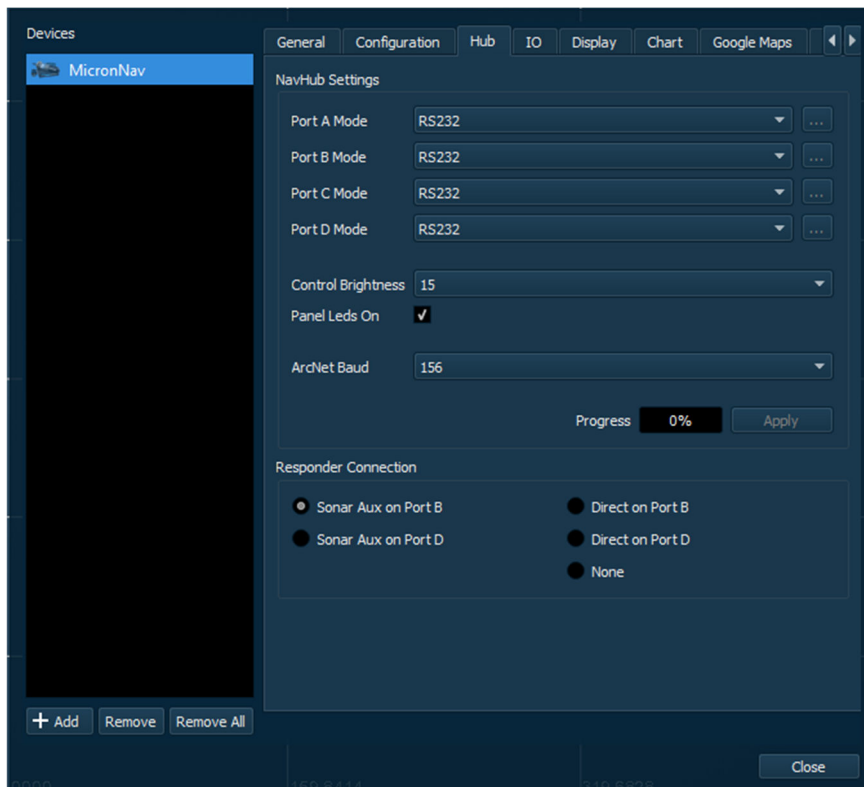 Devices
MicronNav
General Configuration Hub IO Display Chart Google Maps
NavHub Settings
Port A Mode RS232 ...
Port B Mode RS232 ...
Port C Mode RS232 ...
Port D Mode RS232 ...
Control Brightness 15
Panel Leds On
ArcNet Baud 156
Progress 0% Apply
Responder Connection
Sonar Aux on Port B Direct on Port B
Sonar Aux on Port D Direct on Port D
None
+ Add Remove Remove All
Close